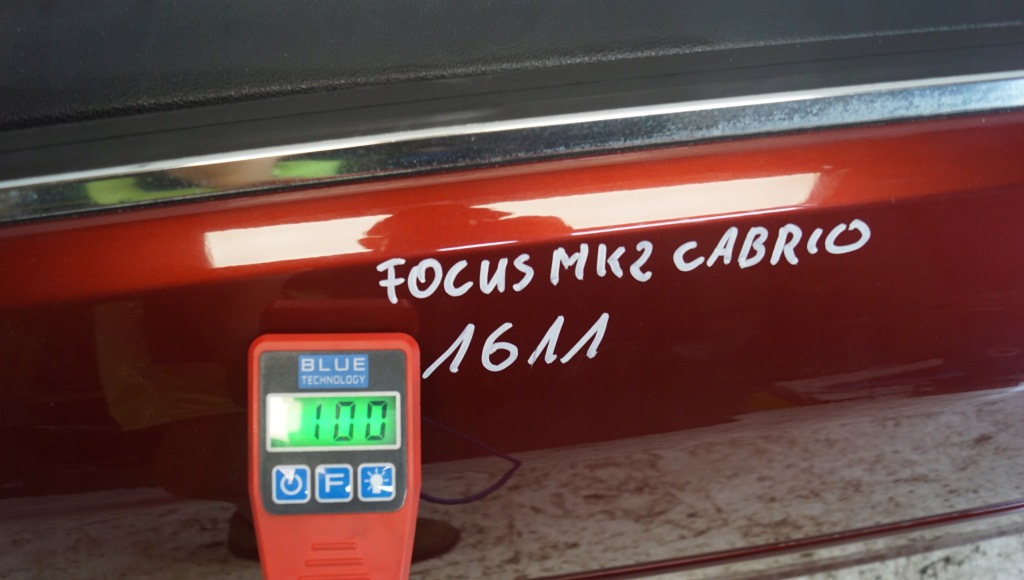 FOCUS MK2 CABRIO
1611
BLUE
TECHNOLOGY
100
F